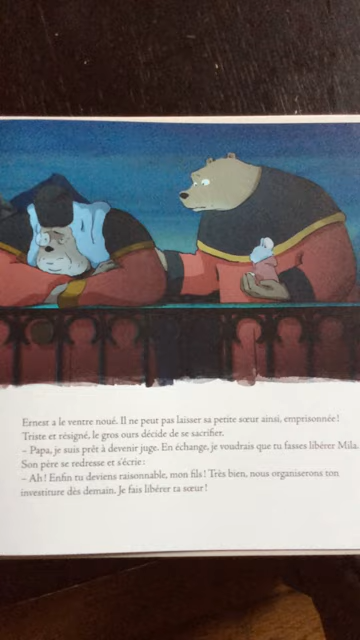 Ernest a le ventre noué. Il ne peut pas laisser sa petite sœur ainsi, emprisonnée !
Triste et résigné, le gros ours décide de se sacrifier.
– Papa, je suis prêt à devenir juge. En échange, je voudrais que tu fasses libérer Mila.
Son père se redresse et s'écrie :
– Ah ! Enfin tu deviens raisonnable, mon fils ! Très bien, nous organiserons ton
investiture dès demain. Je fais libérer ta sœur !